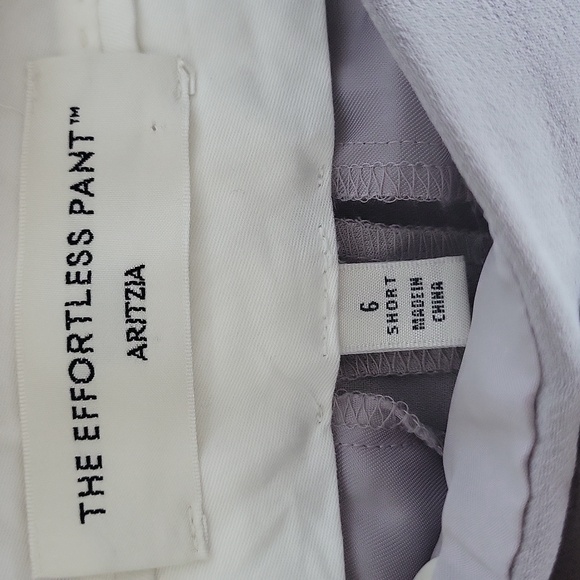 THE EFFORTLESS PANT™
ARITZIA
6
SHORT
MADE IN
CHINA